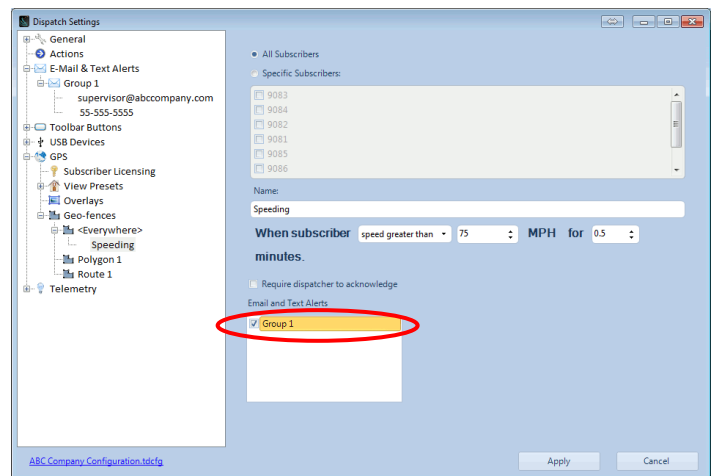 Dispatch Settings
General
Actions
E-Mail & Text Alerts
Group 1
supervisor@abccompany.com
55-555-5555
Toolbar Buttons
USB Devices
GPS
Subscriber Licensing
View Presets
Overlays
Geo-fences
<Everywhere>
Speeding
Polygon 1
Route 1
Telemetry
ABC Company Configuration.tdcfg
All Subscribers
Specific Subscribers:
9083
9084
9082
9081
9085
9086
Name:
Speeding
When subscriber speed greater than 75 MPH for 0.5
minutes.
Require dispatcher to acknowledge
Email and Text Alerts
Group 1
Apply Cancel